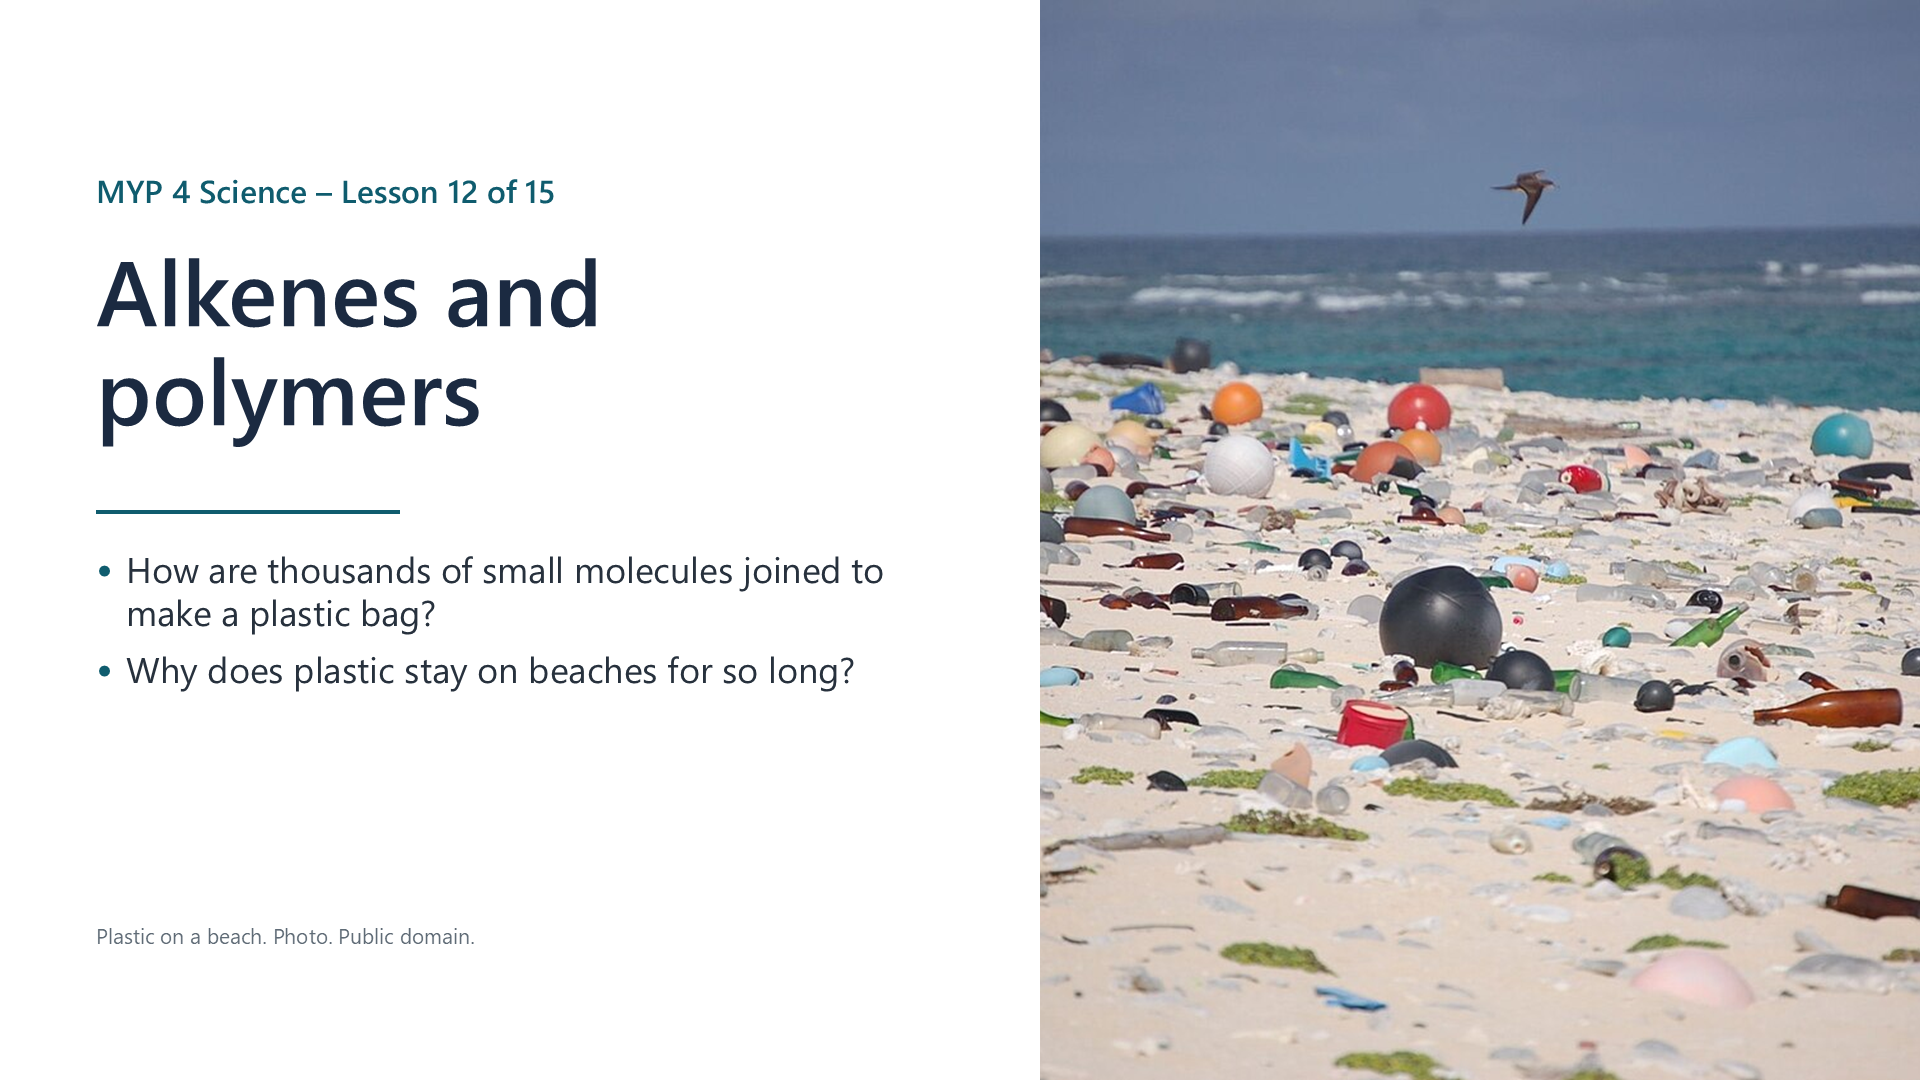 MYP 4 Science – Lesson 12 of 15
Alkenes and
polymers
• How are thousands of small molecules joined to
make a plastic bag?
• Why does plastic stay on beaches for so long?
Plastic on a beach. Photo. Public domain.